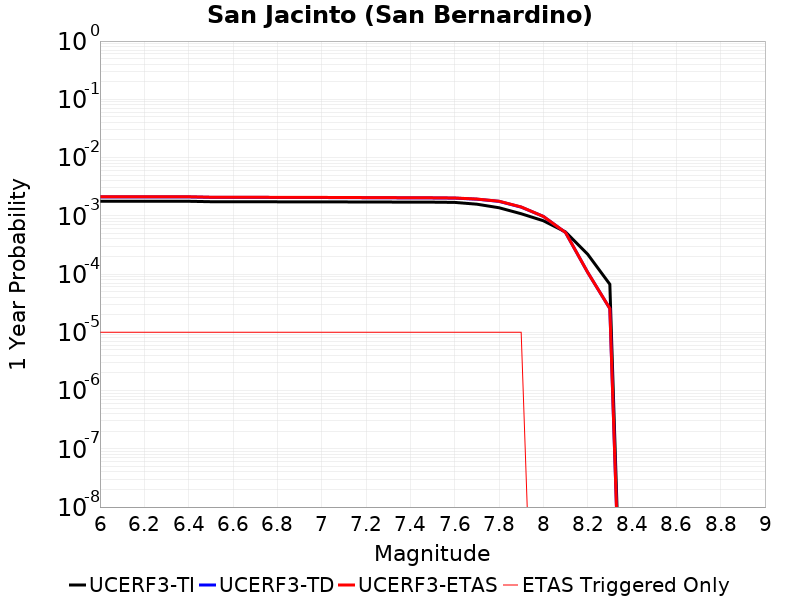 San Jacinto (San Bernardino)
10^0
10^-1
10^-2
10^-3
10^-4
10^-5
10^-6
10^-7
10^-8
1 Year Probability
6 6.2 6.4 6.6 6.8 7 7.2 7.4 7.6 7.8 8 8.2 8.4 8.6 8.8 9
Magnitude
UCERF3-TI UCERF3-TD UCERF3-ETAS ETAS Triggered Only